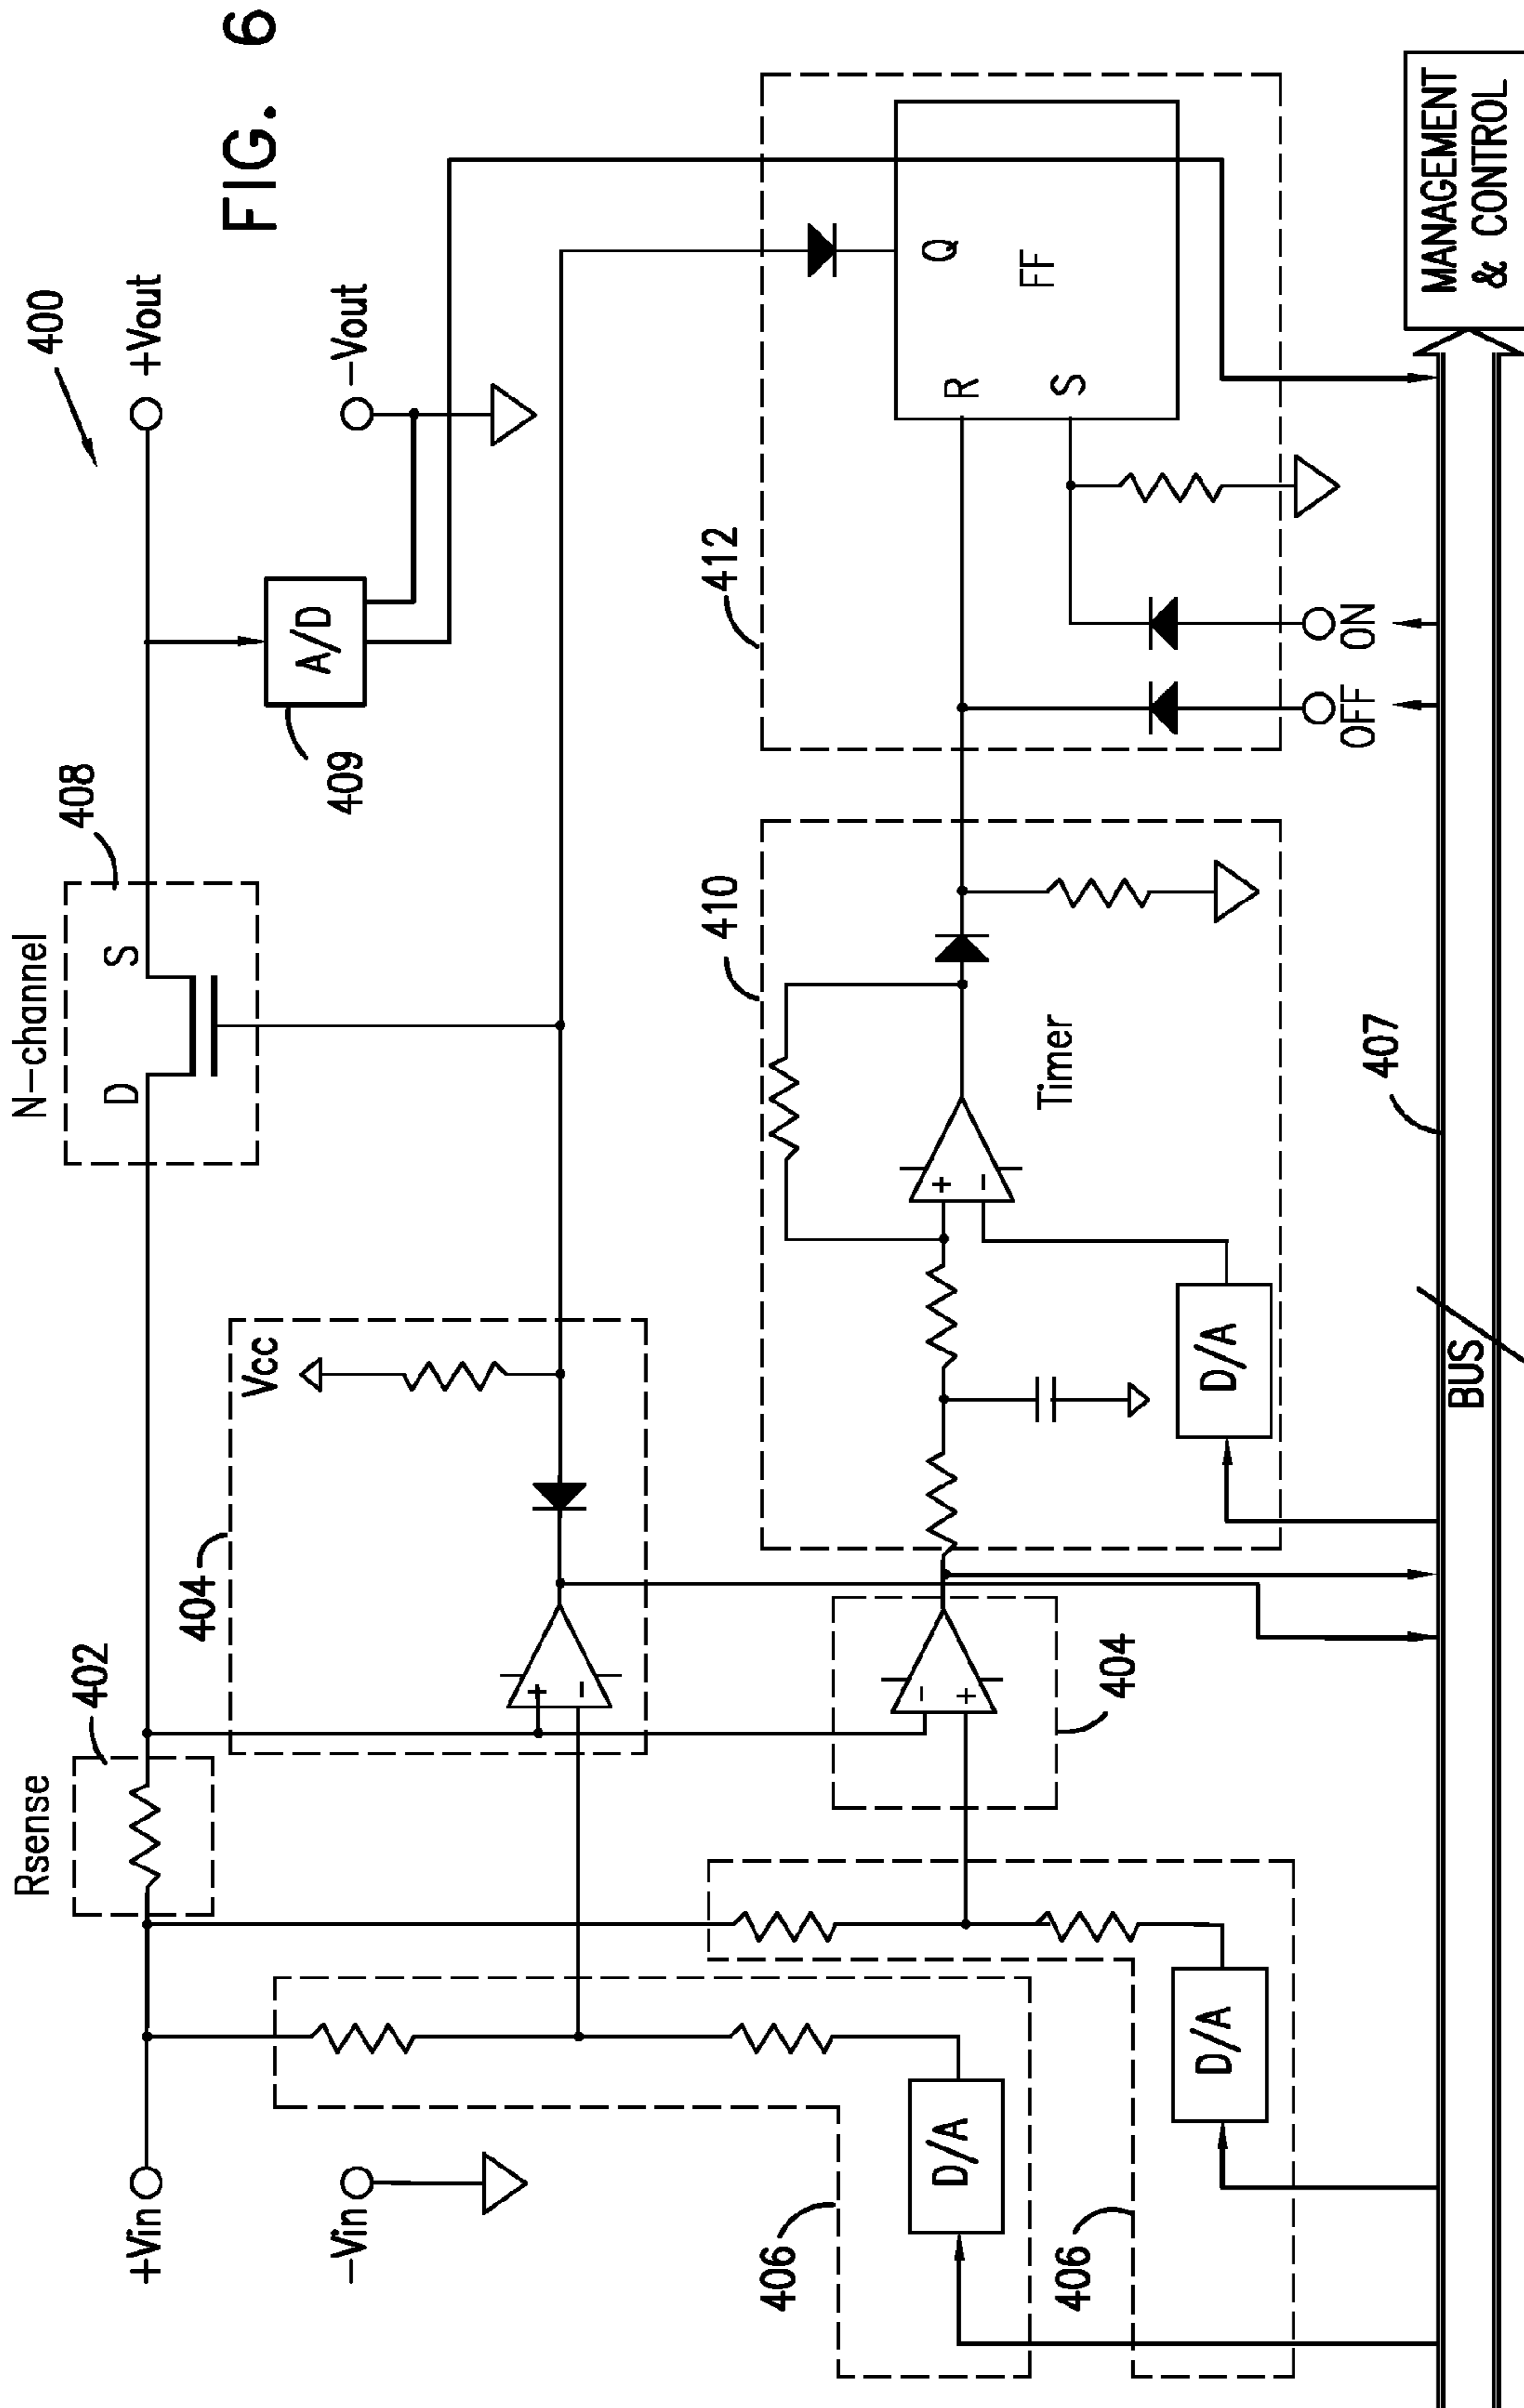 FIG. 6
400
Rsense
402
N-channel
408
D
S
+Vin
+Vout
-Vin
-Vout
A/D
409
404
Vcc
+
-
406
D/A
406
D/A
-
+
404
410
+
-
Timer
D/A
412
Q
FF
R
S
OFF
ON
407
BUS
MANAGEMENT
& CONTROL